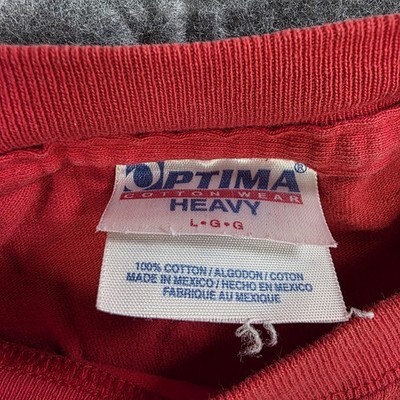 OPTIMA®
COTTON WEAR
HEAVY
L•G•G
100% COTTON / ALGODON / COTON
MADE IN MEXICO / HECHO EN MEXICO
FABRIQUE AU MEXIQUE